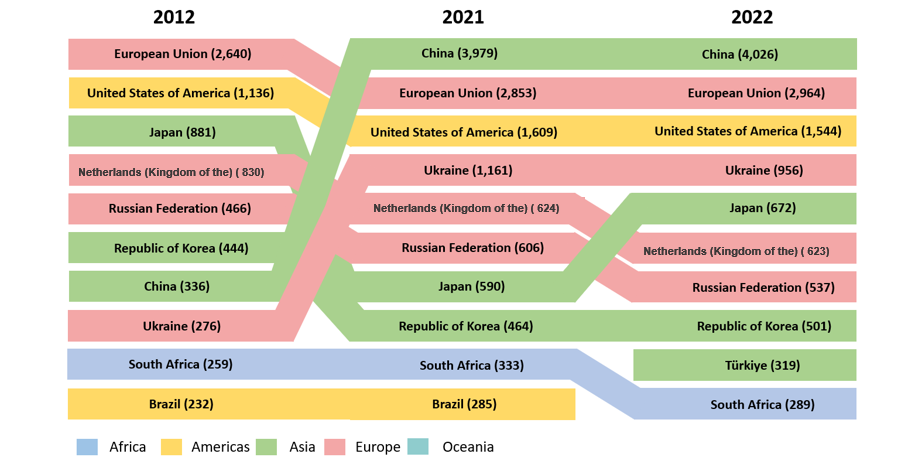 2012 2021 2022
European Union (2,640) China (3,979) China (4,026)
United States of America (1,136) European Union (2,853) European Union (2,964)
Japan (881) United States of America (1,609) United States of America (1,544)
Netherlands (Kingdom of the) ( 830) Ukraine (1,161) Ukraine (956)
Russian Federation (466) Netherlands (Kingdom of the) ( 624) Japan (672)
Republic of Korea (444) Russian Federation (606) Netherlands (Kingdom of the) ( 623)
China (336) Japan (590) Russian Federation (537)
Ukraine (276) Republic of Korea (464) Republic of Korea (501)
South Africa (259) South Africa (333) Türkiye (319)
Brazil (232) Brazil (285) South Africa (289)
Africa Americas Asia Europe Oceania